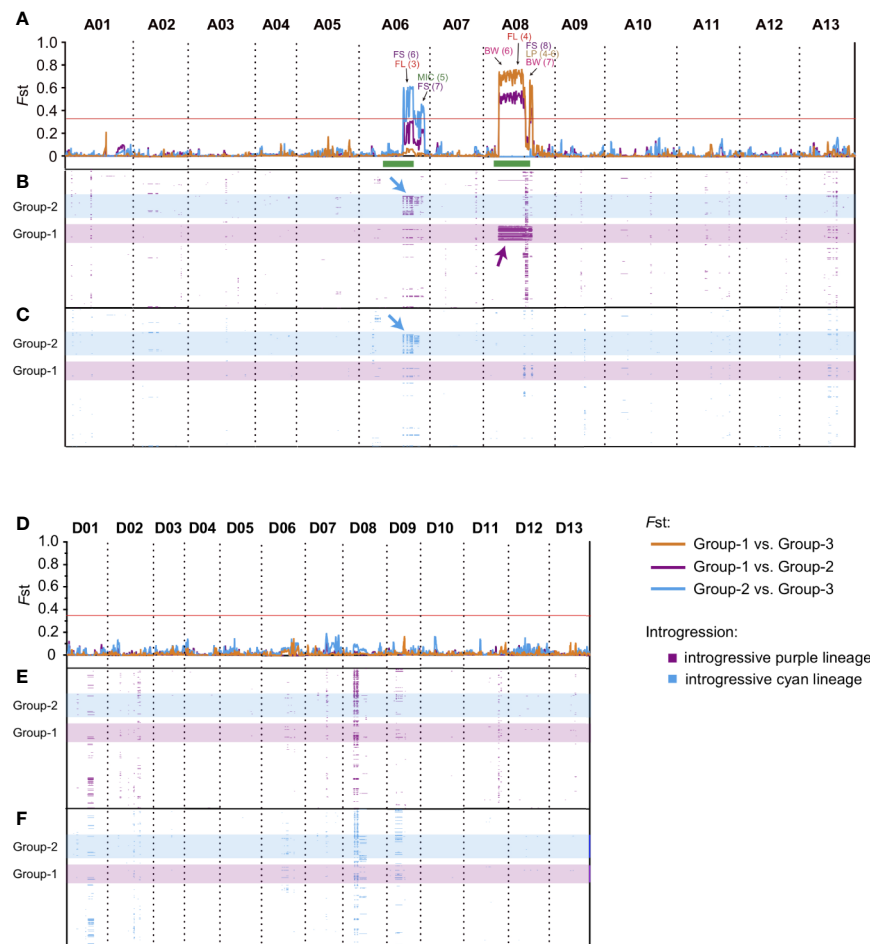 A
A01 A02 A03 A04 A05 A06 A07 A08 A09 A10 A11 A12 A13
FL (4)
FS (6) BW (6) FS (8)
FL (3) LP (4-6)
MIC (5) BW (7)
FS (7)
1.0
0.8
0.6
0.4
0.2
0
Fst
B
Group-2
Group-1
C
Group-2
Group-1
D
D01 D02 D03 D04 D05 D06 D07 D08 D09 D10 D11 D12 D13
1.0
0.8
0.6
0.4
0.2
0
Fst
E
Group-2
Group-1
F
Group-2
Group-1
Fst:
Group-1 vs. Group-3
Group-1 vs. Group-2
Group-2 vs. Group-3
Introgression:
introgressive purple lineage
introgressive cyan lineage